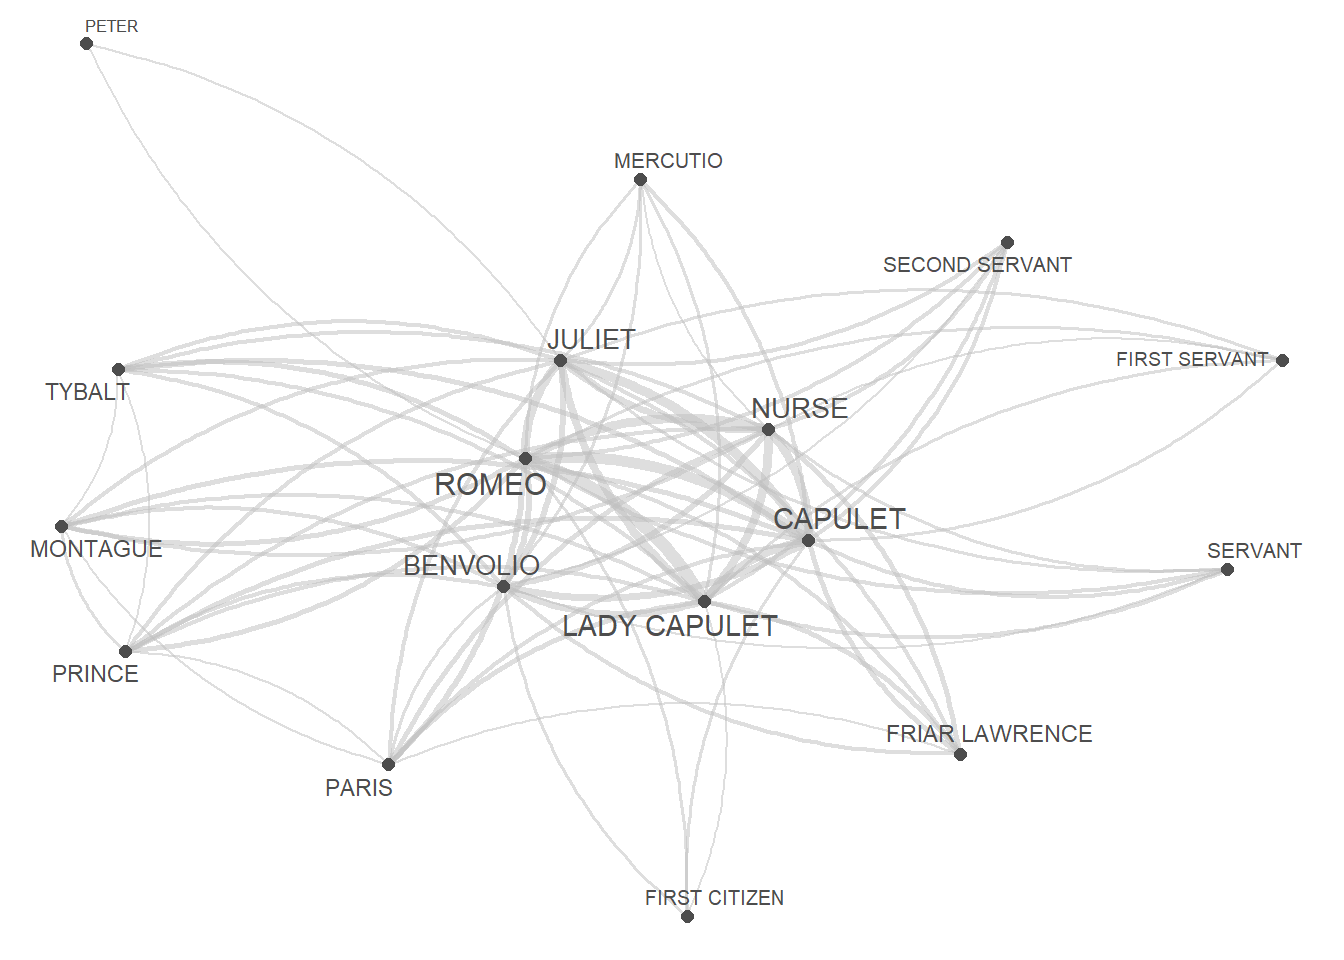 PETER
MERCUTIO
SECOND SERVANT
JULIET
FIRST SERVANT
TYBALT
NURSE
ROMEO
CAPULET
MONTAGUE
SERVANT
BENVOLIO
LADY CAPULET
PRINCE
FRIAR LAWRENCE
PARIS
FIRST CITIZEN